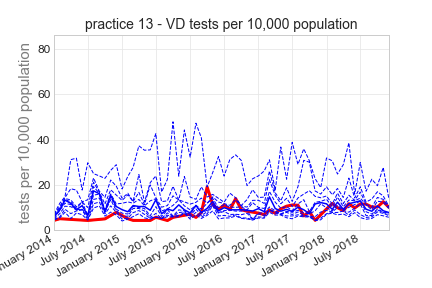 practice 13 - VD tests per 10,000 population
tests per 10,000 population
80
60
40
20
0
July 2014
January 2015
July 2015
January 2016
July 2016
January 2017
July 2017
January 2018
July 2018